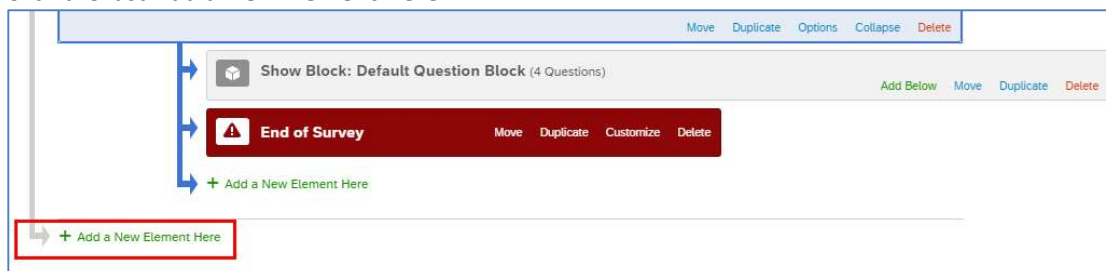 Move Duplicate Options Collapse Delete
Show Block: Default Question Block (4 Questions)
Add Below Move Duplicate Delete
End of Survey Move Duplicate Customize Delete
+ Add a New Element Here
+ Add a New Element Here